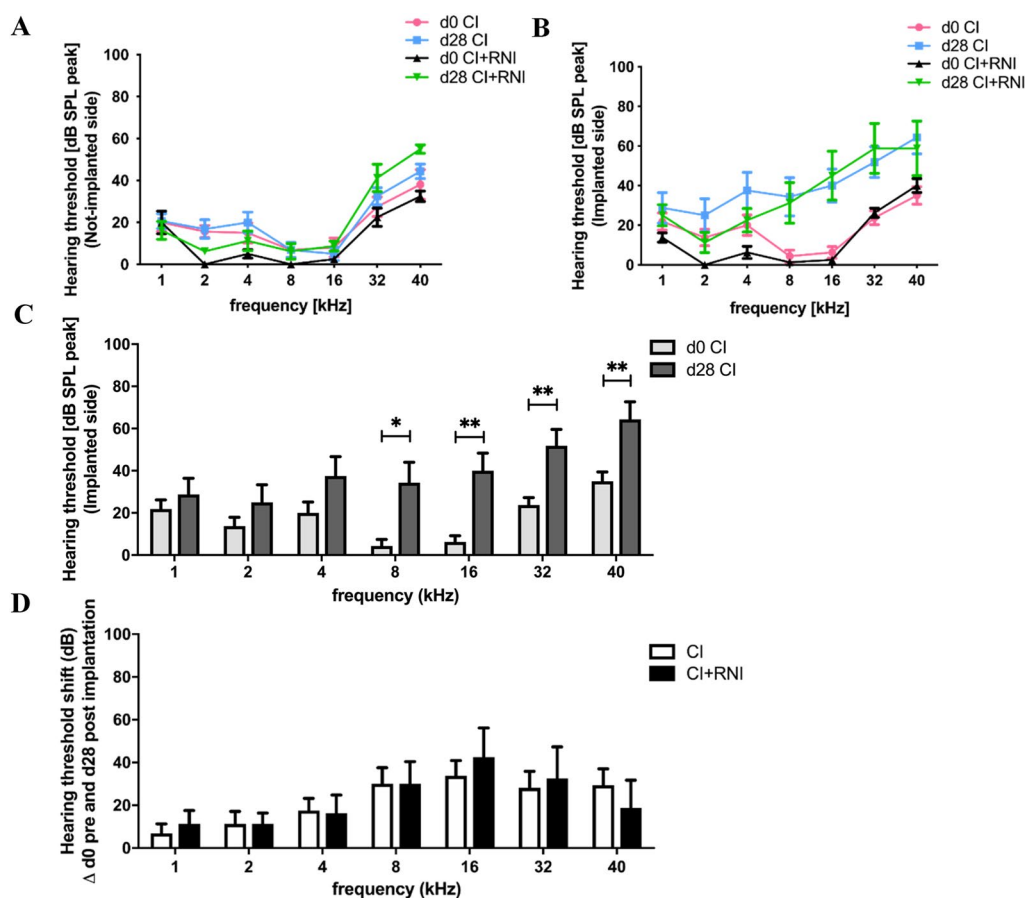 A
d0 CI
d28 CI
d0 CI+RNI
d28 CI+RNI
Hearing threshold [dB SPL peak]
(Not-implanted side)
100
80
60
40
20
0
1 2 4 8 16 32 40
frequency [kHz]
B
d0 CI
d28 CI
d0 CI+RNI
d28 CI+RNI
Hearing threshold [dB SPL peak]
(Implanted side)
100
80
60
40
20
0
1 2 4 8 16 32 40
frequency [kHz]
C
d0 CI
d28 CI
Hearing threshold [dB SPL peak]
(Implanted side)
100
80
60
40
20
0
* ** ** **
1 2 4 8 16 32 40
frequency (kHz)
D
CI
CI+RNI
Hearing threshold shift (dB)
Δ d0 pre and d28 post implantation
100
80
60
40
20
0
1 2 4 8 16 32 40
frequency (kHz)